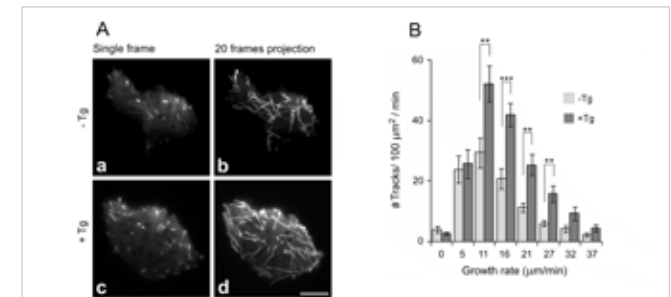 A
Single frame
20 frames projection
- Tg
a
b
+ Tg
c
d
B
# Tracks/ 100 µm² / min
60
40
20
0
**
***
**
**
-Tg
+Tg
0 5 11 16 21 27 32 37
Growth rate (µm/min)